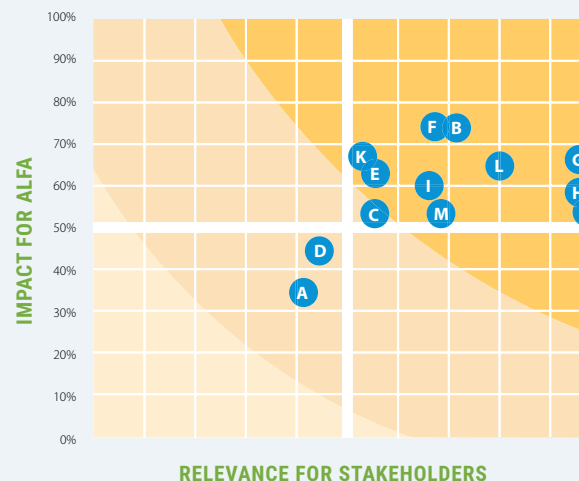 100%
90%
80%
70%
60%
50%
40%
30%
20%
10%
0%
IMPACT FOR ALFA
F B
K
E
L
I
H
C
M
D
A
RELEVANCE FOR STAKEHOLDERS